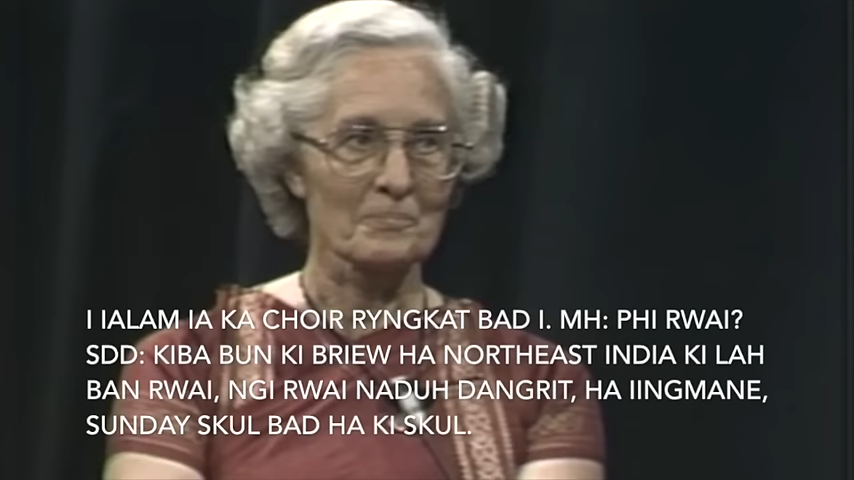 I IALAM IA KA CHOIR RYNGKAT BAD I. MH: PHI RWAI?
SDD: KIBA BUN KI BRIEW HA NORTHEAST INDIA KI LAH
BAN RWAI, NGI RWAI NADUH DANGRIT, HA IINGMANE,
SUNDAY SKUL BAD HA KI SKUL.